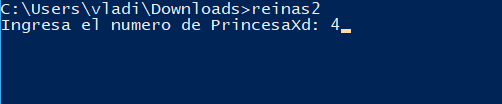 C:\Users\vladi\Downloads>reinas2
Ingresa el numero de PrincesaXd: 4